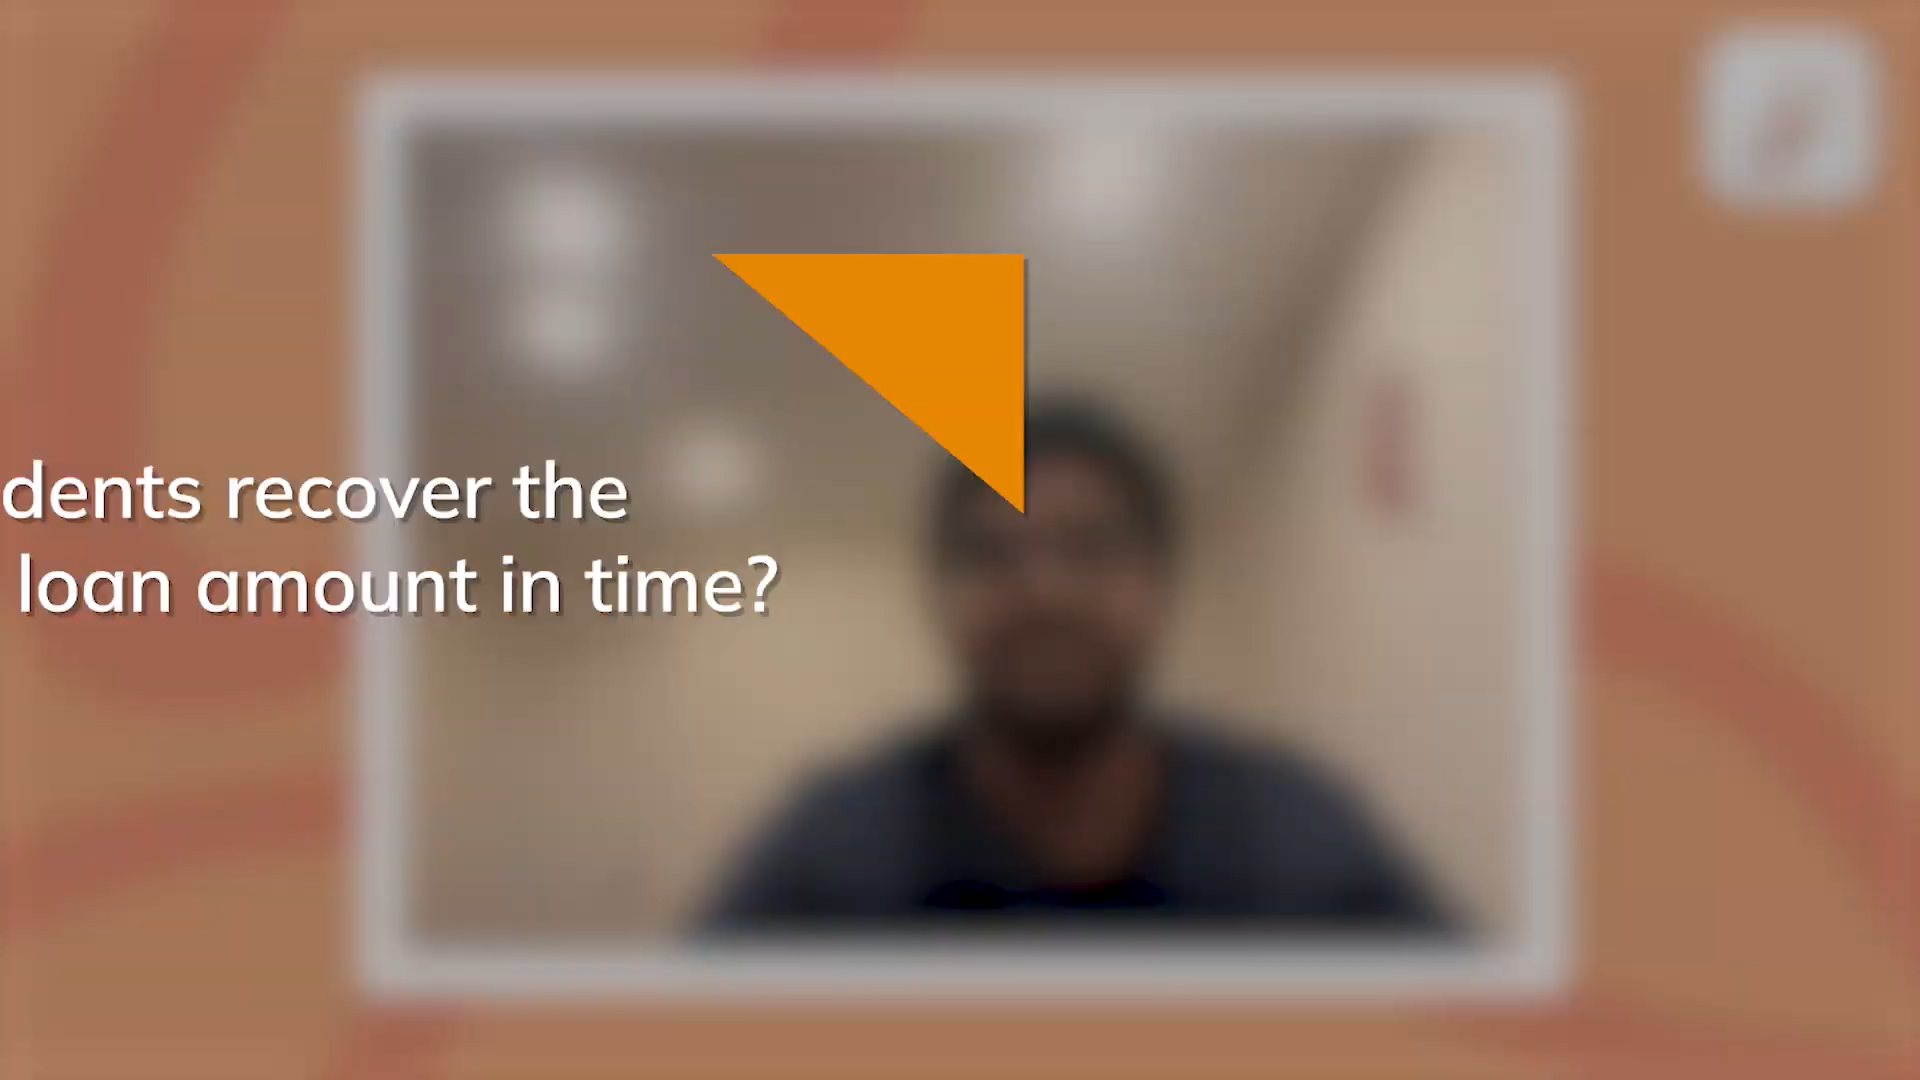 dents recover the
loan amount in time?